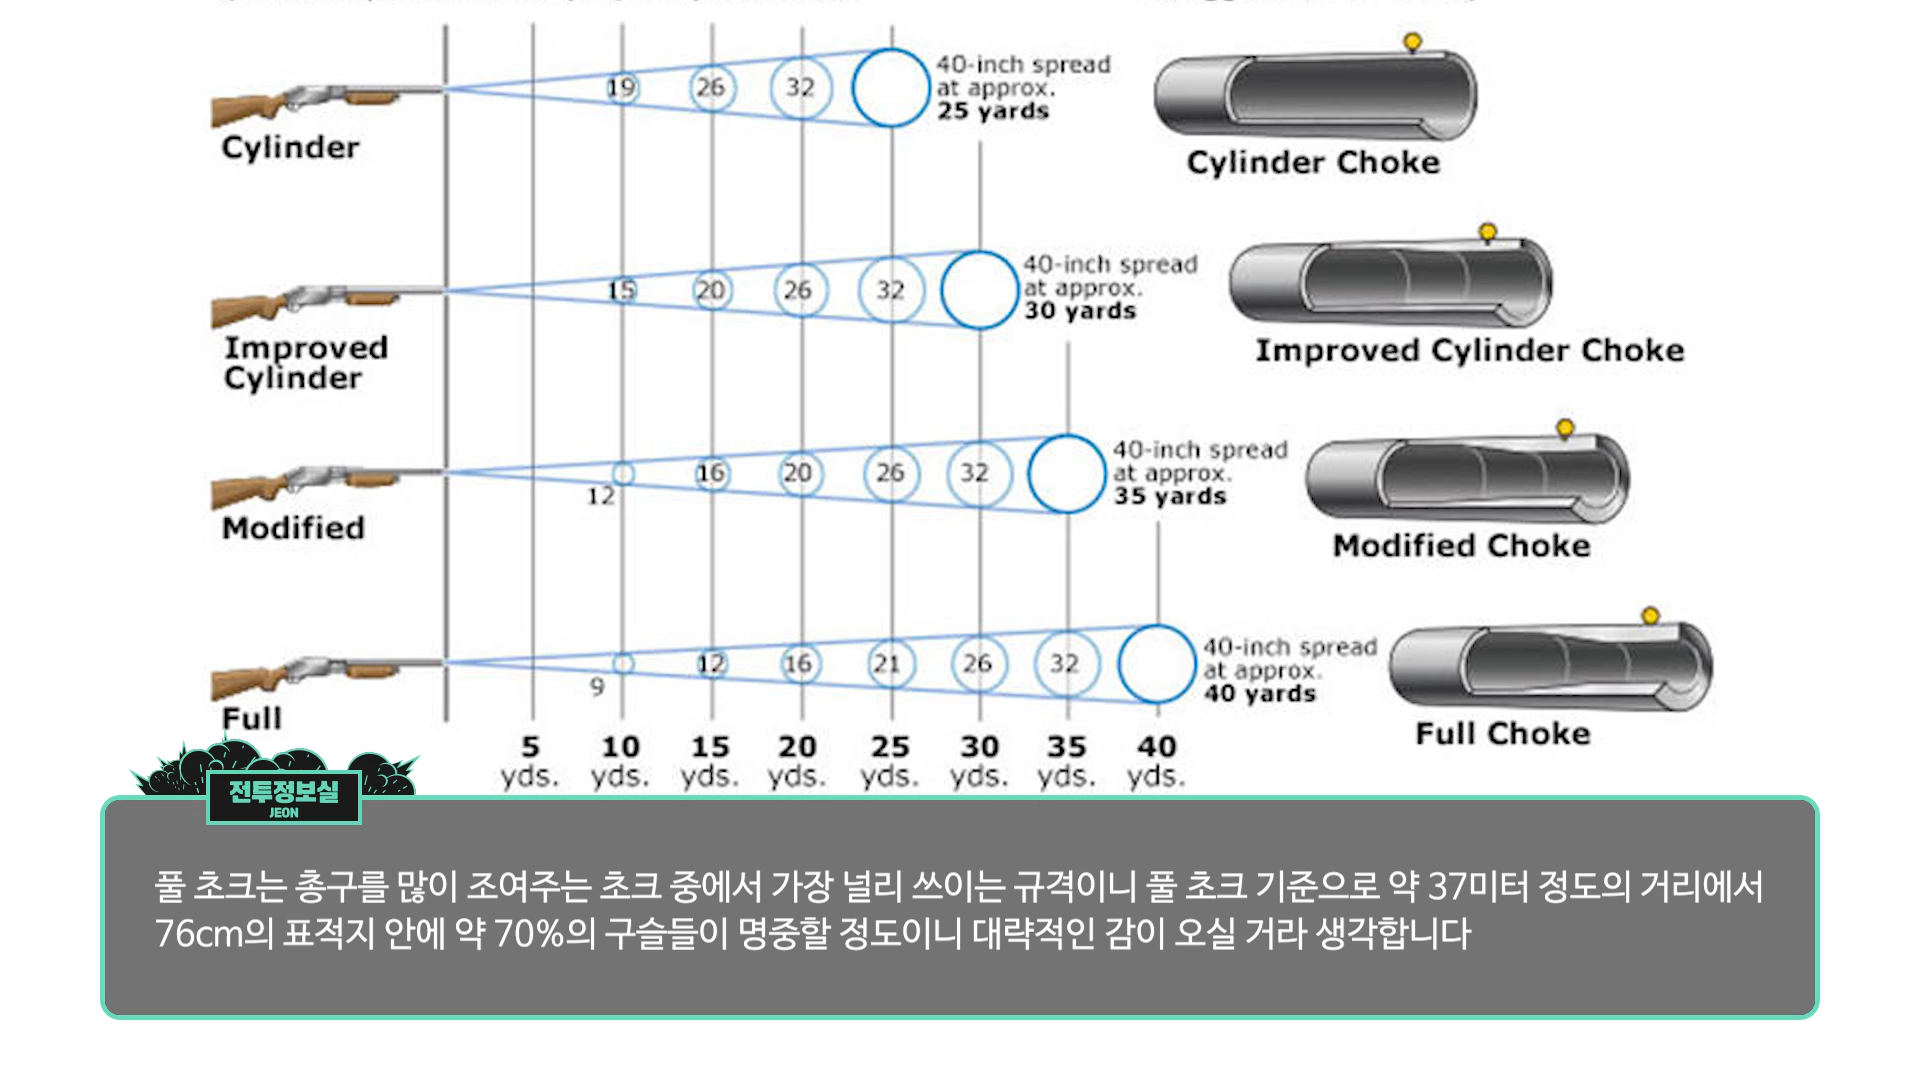 19 26 32
40-inch spread
at approx.
25 yards
Cylinder
Cylinder Choke
15 20 26 32
40-inch spread
at approx.
30 yards
Improved
Cylinder
Improved Cylinder Choke
12 16 20 26 32
40-inch spread
at approx.
35 yards
Modified
Modified Choke
9 12 16 21 26 32
40-inch spread
at approx.
40 yards
Full
Full Choke
5 10 15 20 25 30 35 40
yds. yds. yds. yds. yds. yds. yds. yds.
전투정보실
JEON
풀 초크는 총구를 많이 조여주는 초크 중에서 가장 널리 쓰이는 규격이니 풀 초크 기준으로 약 37미터 정도의 거리에서
76cm의 표적지 안에 약 70%의 구슬들이 명중할 정도이니 대략적인 감이 오실 거라 생각합니다